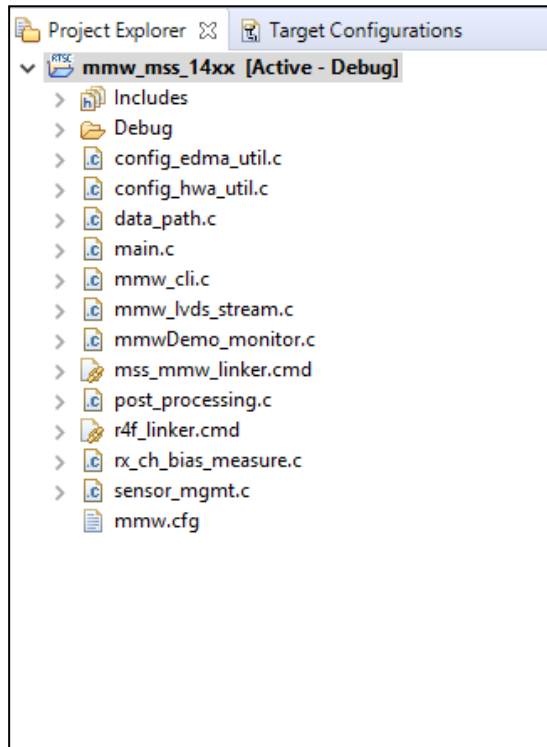 Project Explorer Target Configurations
RTSC
mmw_mss_14xx [Active - Debug]
h Includes
Debug
.c config_edma_util.c
.c config_hwa_util.c
.c data_path.c
.c main.c
.c mmw_cli.c
.c mmw_lvds_stream.c
.c mmwDemo_monitor.c
mss_mmw_linker.cmd
.c post_processing.c
r4f_linker.cmd
.c rx_ch_bias_measure.c
.c sensor_mgmt.c
mmw.cfg